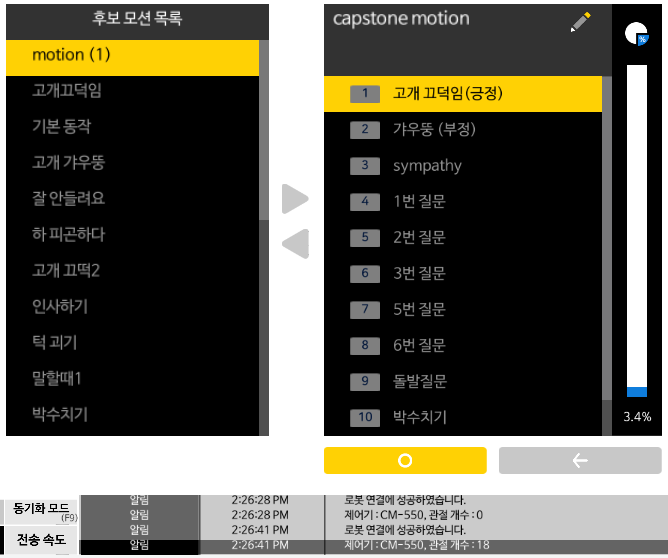 후보 모션 목록
motion (1)
고개끄덕임
기본 동작
고개 갸우뚱
잘 안들려요
하 피곤하다
고개 끄떡2
인사하기
턱 괴기
말할때1
박수치기
capstone motion
%
1 고개 끄덕임(긍정)
2 갸우뚱 (부정)
3 sympathy
4 1번 질문
5 2번 질문
6 3번 질문
7 5번 질문
8 6번 질문
9 돌발질문
10 박수치기
3.4%
동기화 모드
(F9)
전송 속도
알림 2:26:28 PM 로봇 연결에 성공하였습니다.
알림 2:26:28 PM 제어기 : CM-550, 관절 개수 : 0
알림 2:26:41 PM 로봇 연결에 성공하였습니다.
알림 2:26:41 PM 제어기 : CM-550, 관절 개수 : 18